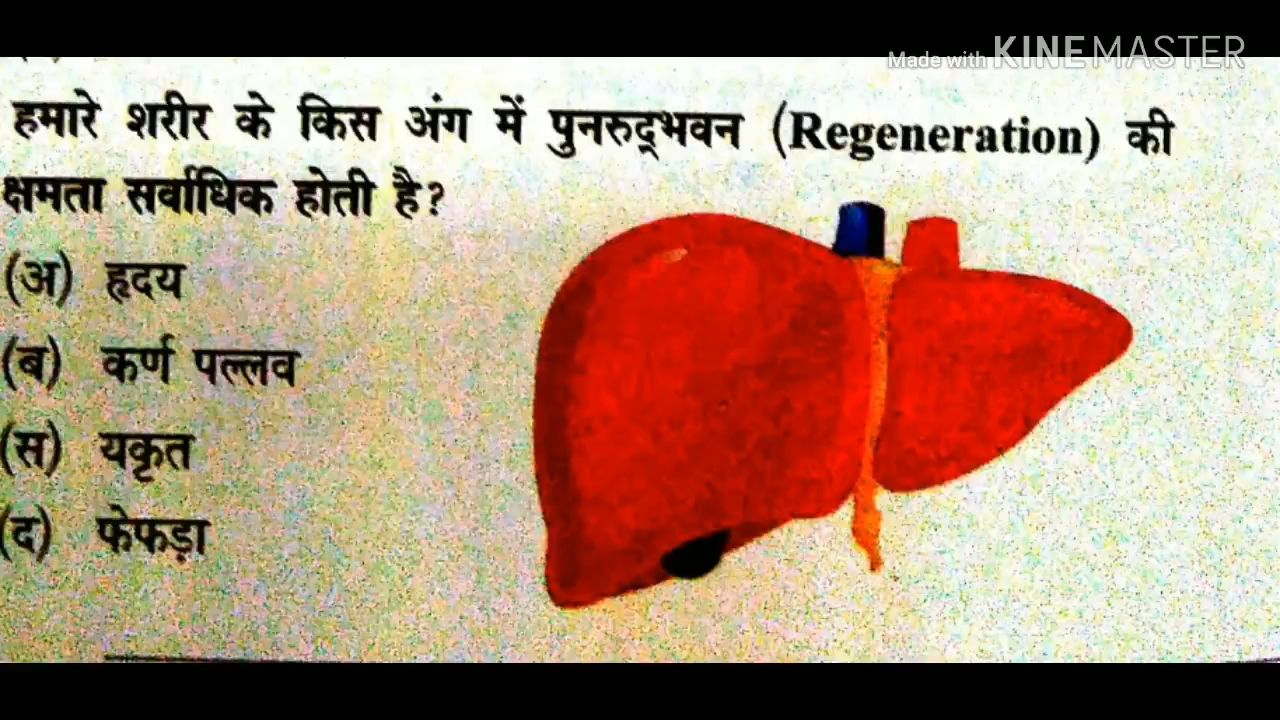 Made with KINEMASTER
हमारे शरीर के किस अंग में पुनरुद्भवन (Regeneration) की
क्षमता सर्वाधिक होती है?
(अ) हृदय
(ब) कर्ण पल्लव
(स) यकृत
(द) फेफड़ा